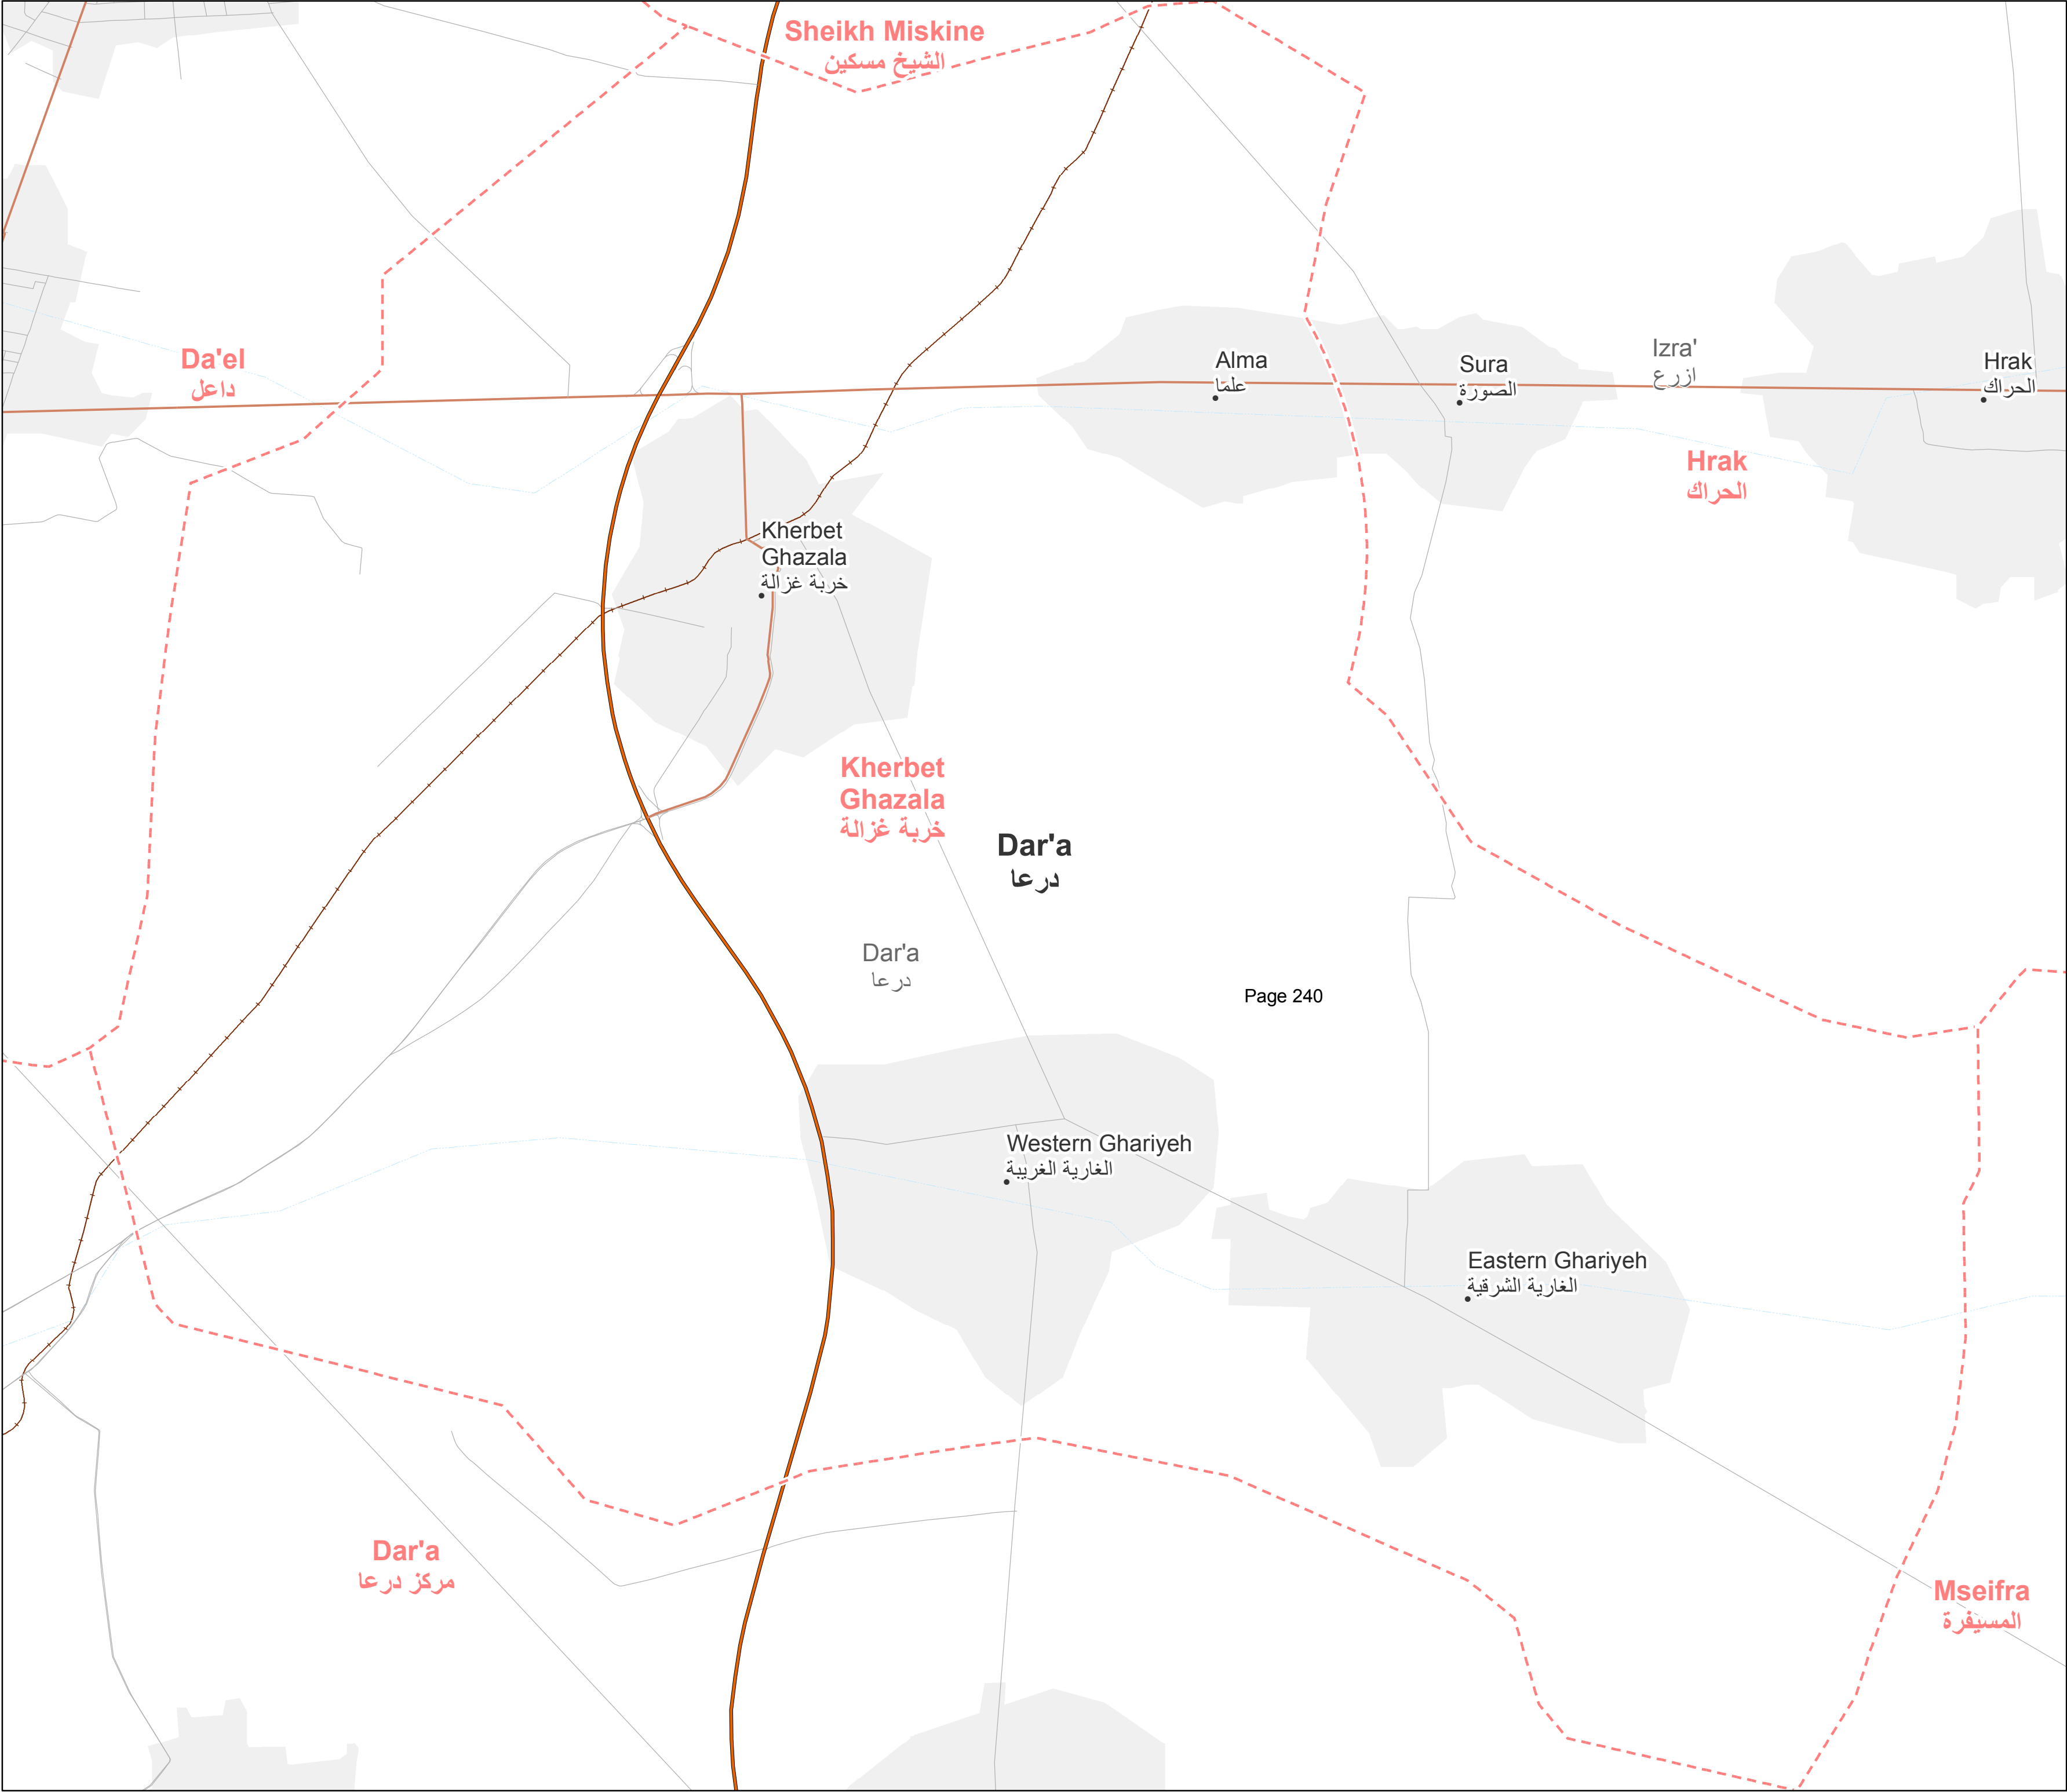 Sheikh Miskine
الشيخ مسكين
Da'el
داعل
Alma
علما
Sura
الصورة
Izra'
ازرع
Hrak
الحراك
Hrak
الحراك
Kherbet
Ghazala
خربة غزالة
Kherbet
Ghazala
خربة غزالة
Dar'a
درعا
Dar'a
درعا
Page 240
Western Ghariyeh
الغارية الغربية
Eastern Ghariyeh
الغارية الشرقية
Dar'a
مركز درعا
Mseifra
المسيفرة